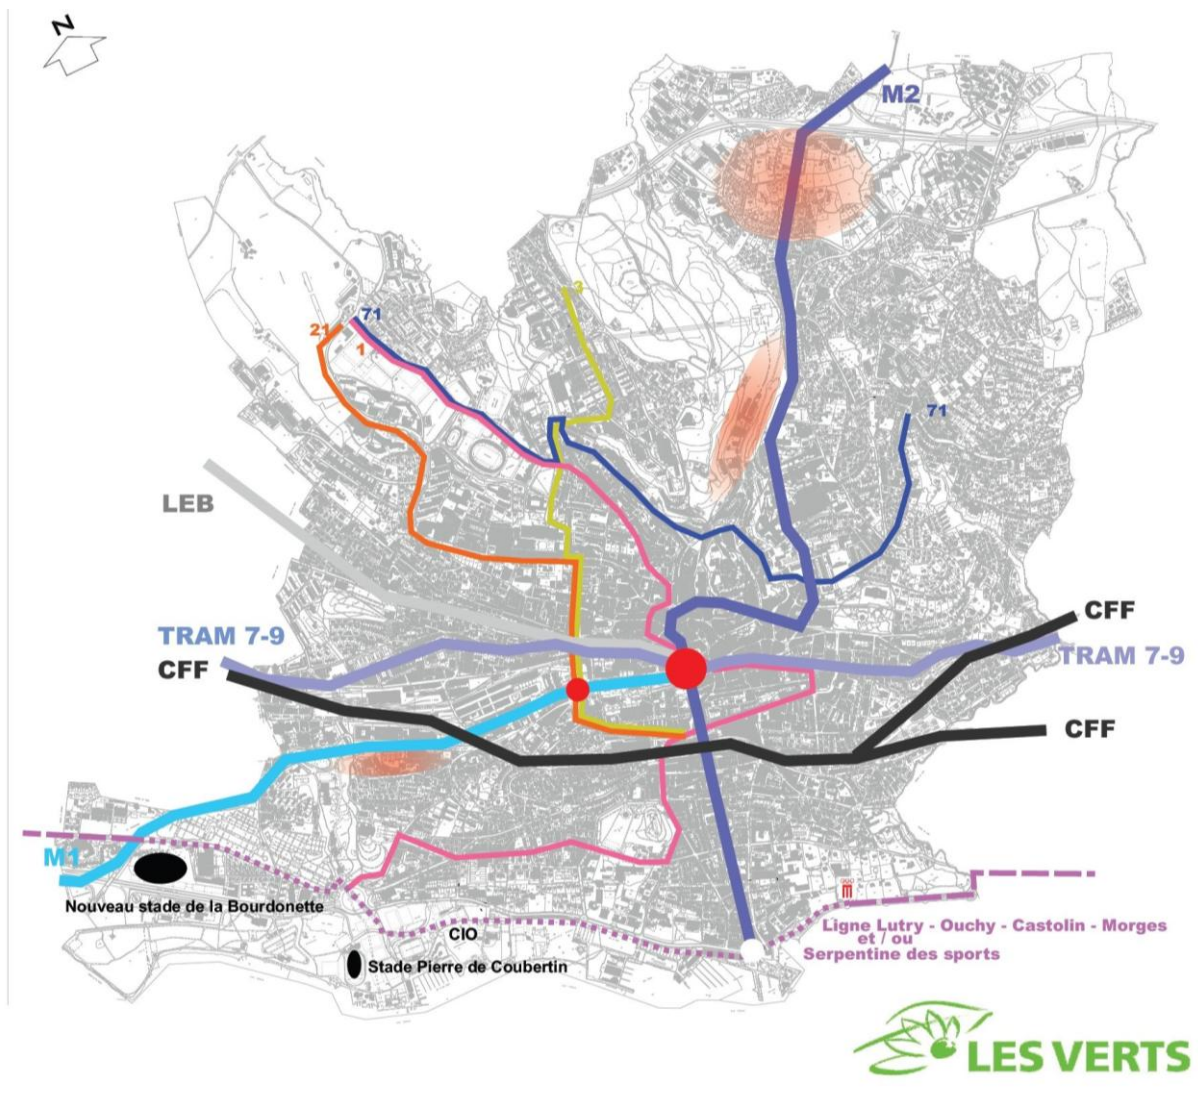 N
M2
3
71
21
1
71
LEB
CFF
TRAM 7-9
CFF
TRAM 7-9
CFF
M1
Nouveau stade de la Bourdonette
CIO
Stade Pierre de Coubertin
Ligne Lutry - Ouchy - Castolin - Morges
et / ou
Serpentine des sports
LES VERTS